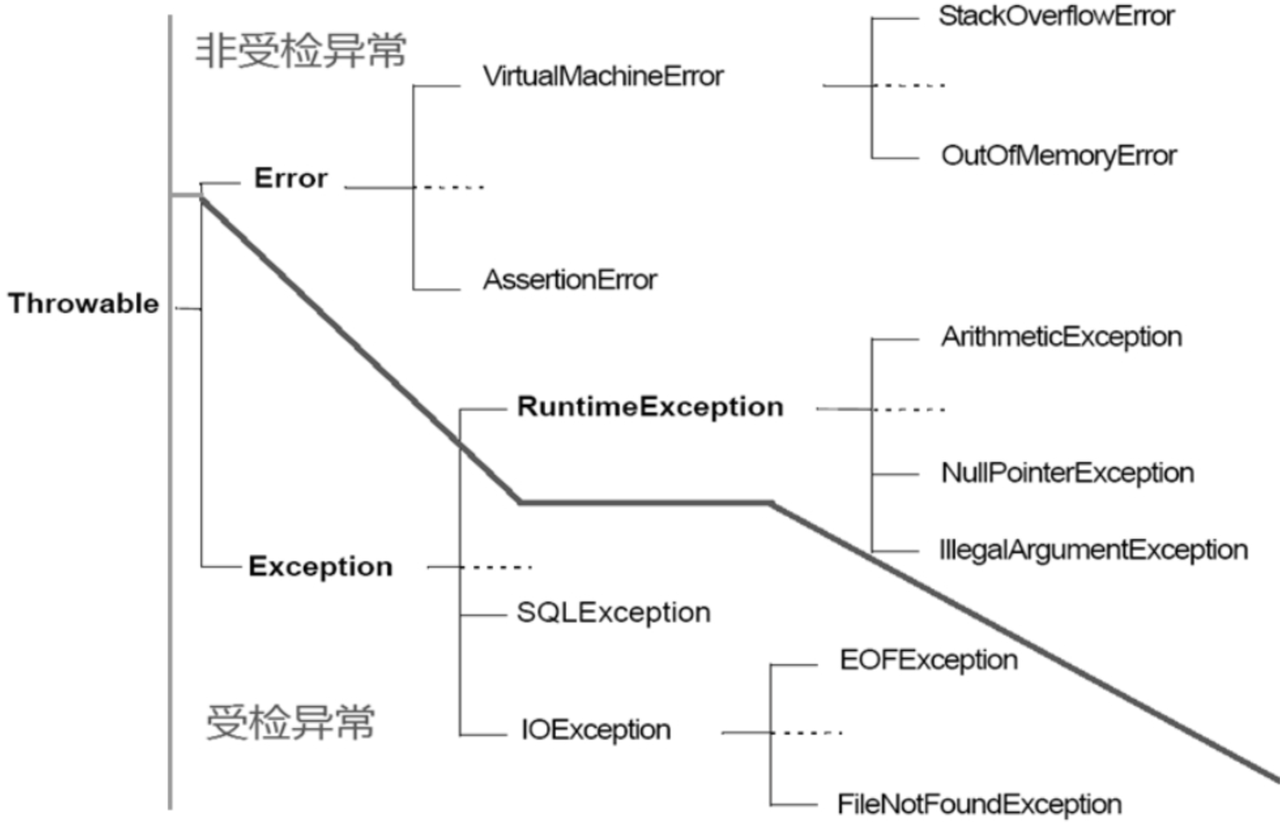 非受检异常
StackOverflowError
VirtualMachineError
OutOfMemoryError
Error
AssertionError
Throwable
ArithmeticException
RuntimeException
NullPointerException
IllegalArgumentException
Exception
SQLException
EOFException
受检异常
IOException
FileNotFoundException